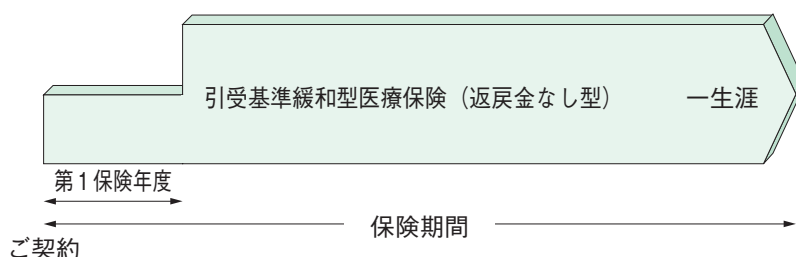 引受基準緩和型医療保険（返戻金なし型）　一生涯
第1保険年度
保険期間
ご契約